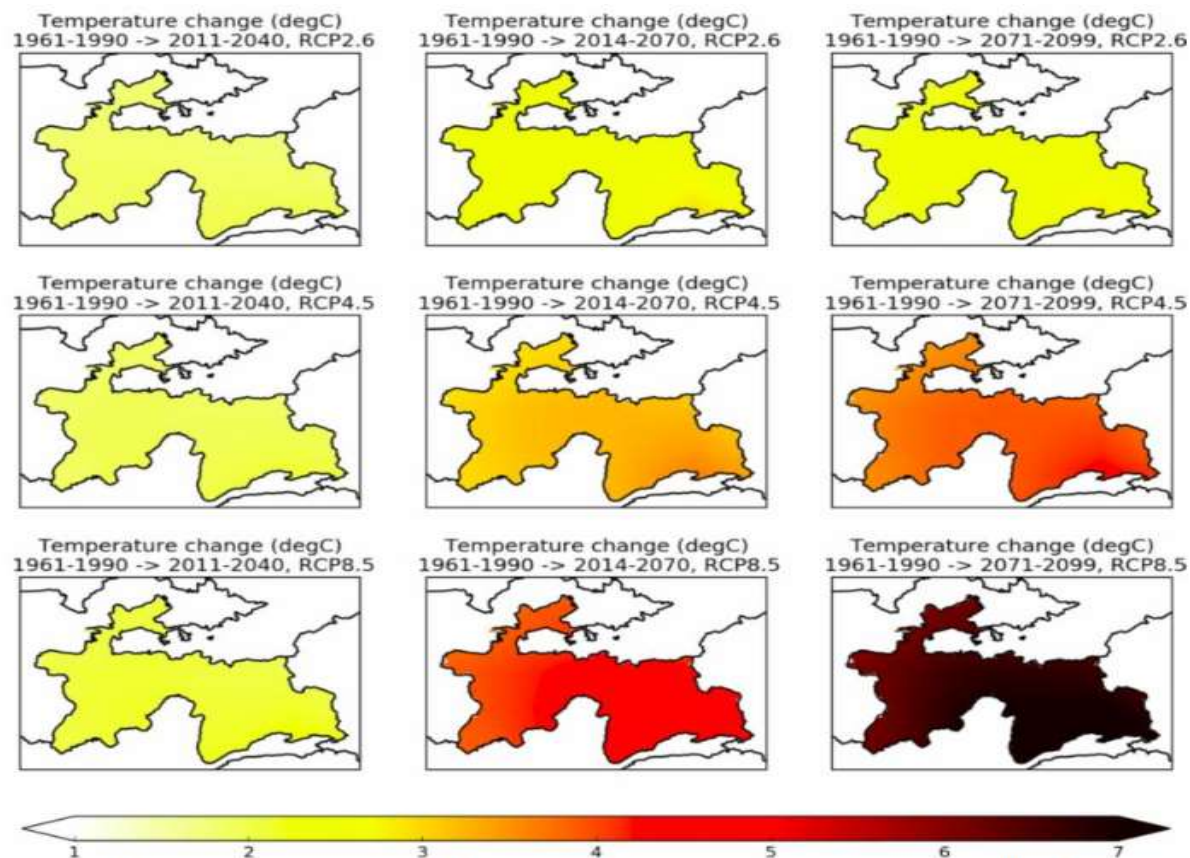 Temperature change (degC)
1961-1990 -> 2011-2040, RCP2.6
Temperature change (degC)
1961-1990 -> 2014-2070, RCP2.6
Temperature change (degC)
1961-1990 -> 2071-2099, RCP2.6
Temperature change (degC)
1961-1990 -> 2011-2040, RCP4.5
Temperature change (degC)
1961-1990 -> 2014-2070, RCP4.5
Temperature change (degC)
1961-1990 -> 2071-2099, RCP4.5
Temperature change (degC)
1961-1990 -> 2011-2040, RCP8.5
Temperature change (degC)
1961-1990 -> 2014-2070, RCP8.5
Temperature change (degC)
1961-1990 -> 2071-2099, RCP8.5
1 2 3 4 5 6 7